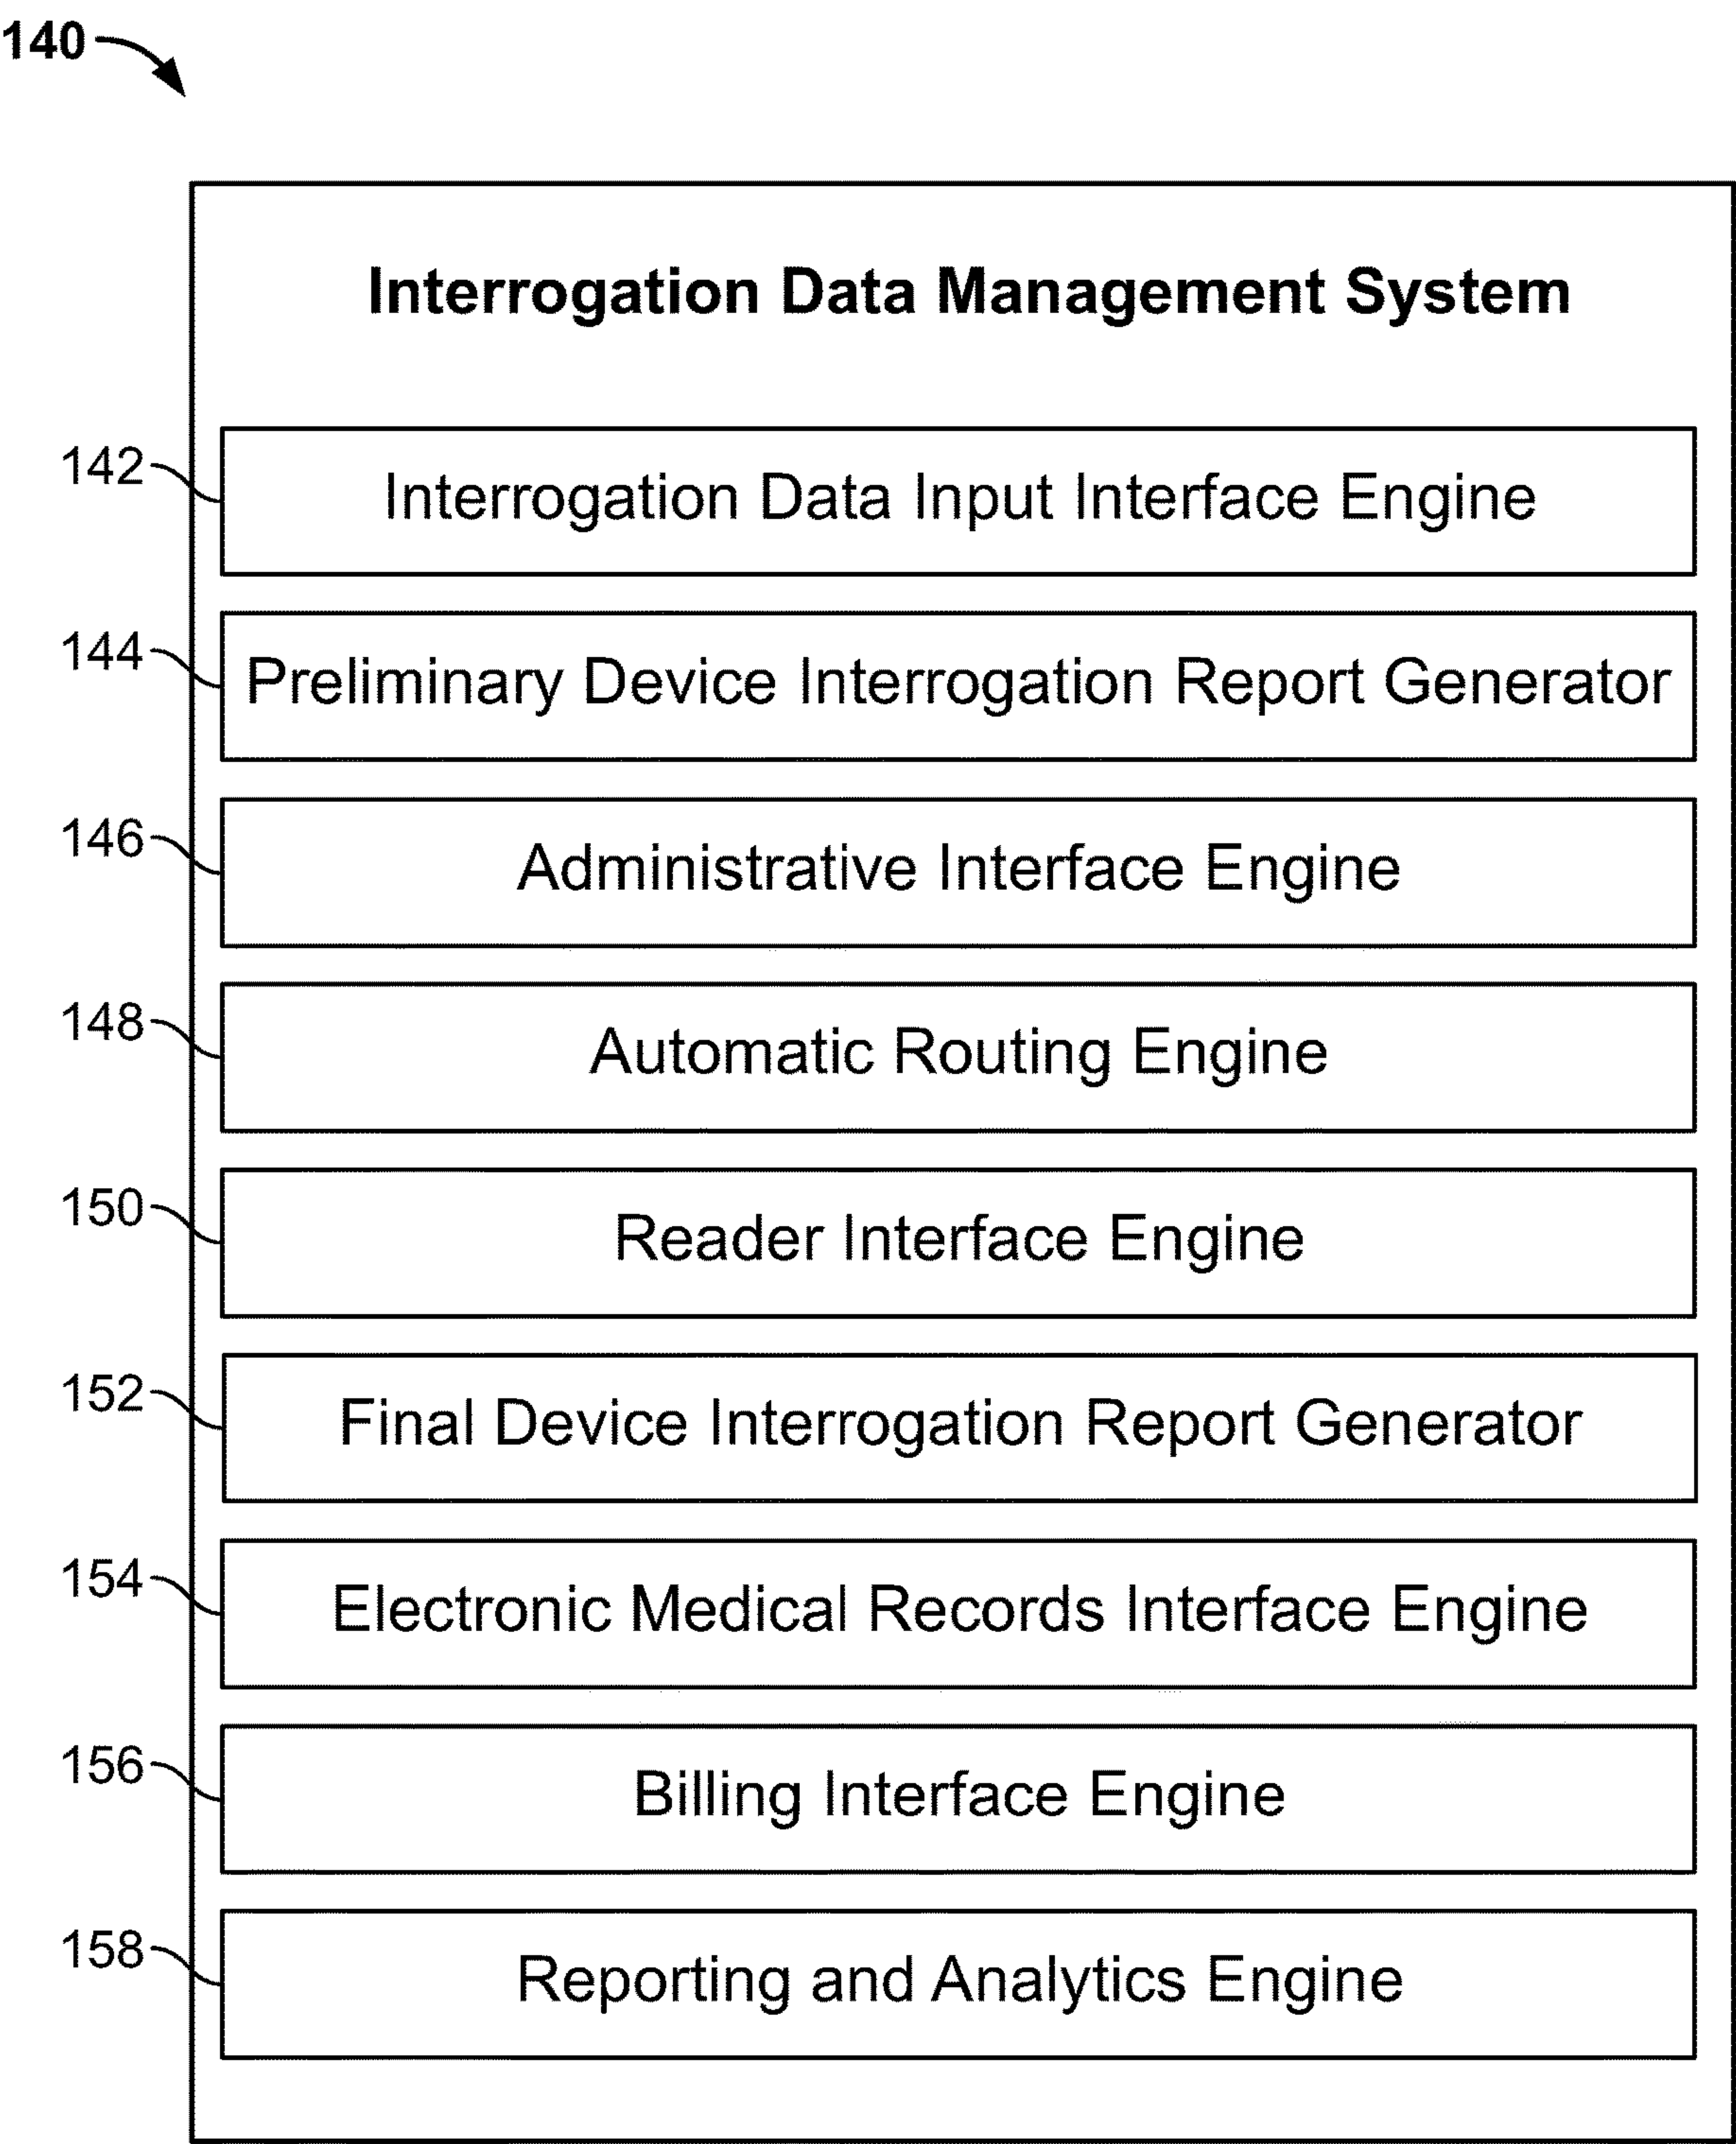 140
Interrogation Data Management System
142 Interrogation Data Input Interface Engine
144 Preliminary Device Interrogation Report Generator
146 Administrative Interface Engine
148 Automatic Routing Engine
150 Reader Interface Engine
152 Final Device Interrogation Report Generator
154 Electronic Medical Records Interface Engine
156 Billing Interface Engine
158 Reporting and Analytics Engine